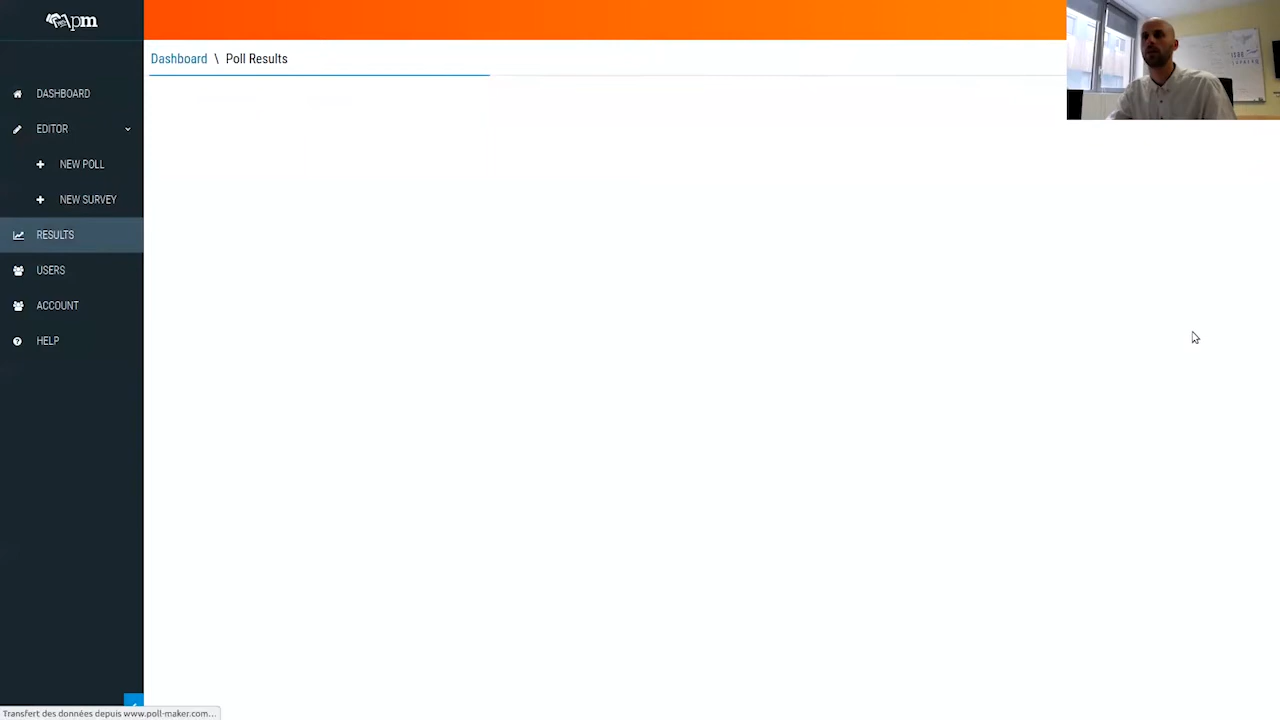 pm
Dashboard \ Poll Results
DASHBOARD
EDITOR
NEW POLL
NEW SURVEY
RESULTS
USERS
ACCOUNT
HELP
Transfert des données depuis www.poll-maker.com...